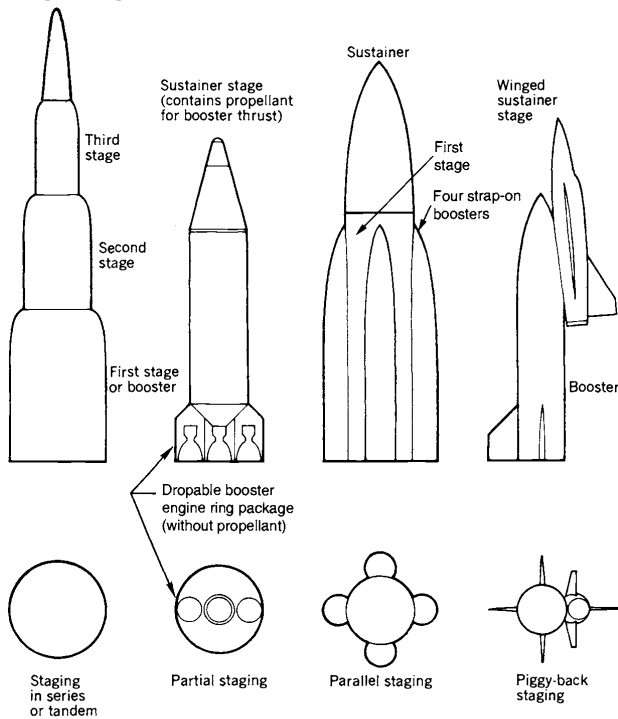 Third
stage
Second
stage
First stage
or booster
Sustainer stage
(contains propellant
for booster thrust)
Sustainer
First
stage
Four strap-on
boosters
Winged
sustainer
stage
Booster
Dropable booster
engine ring package
(without propellant)
Staging
in series
or tandem
Partial staging
Parallel staging
Piggy-back
staging